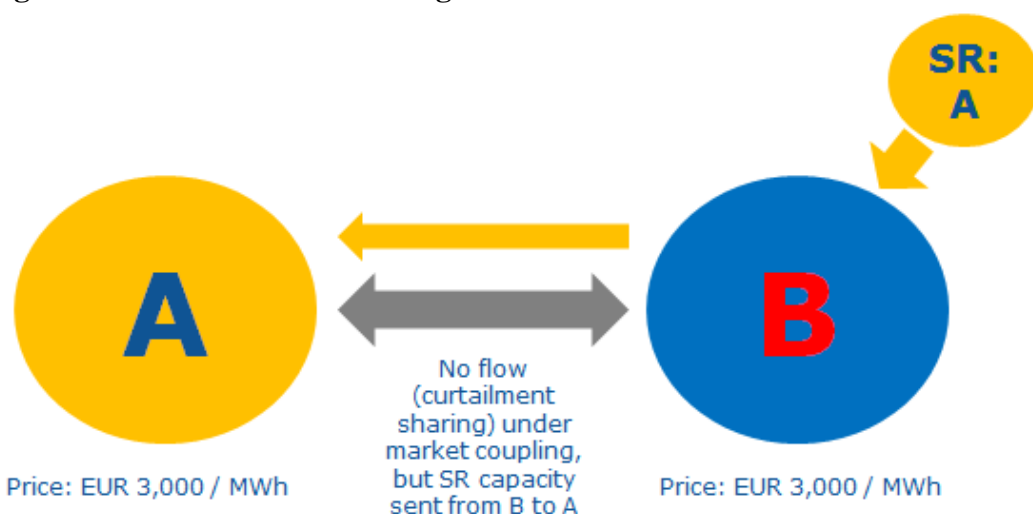 SR:
A
A
B
No flow
(curtailment
sharing) under
market coupling,
but SR capacity
sent from B to A
Price: EUR 3,000 / MWh
Price: EUR 3,000 / MWh